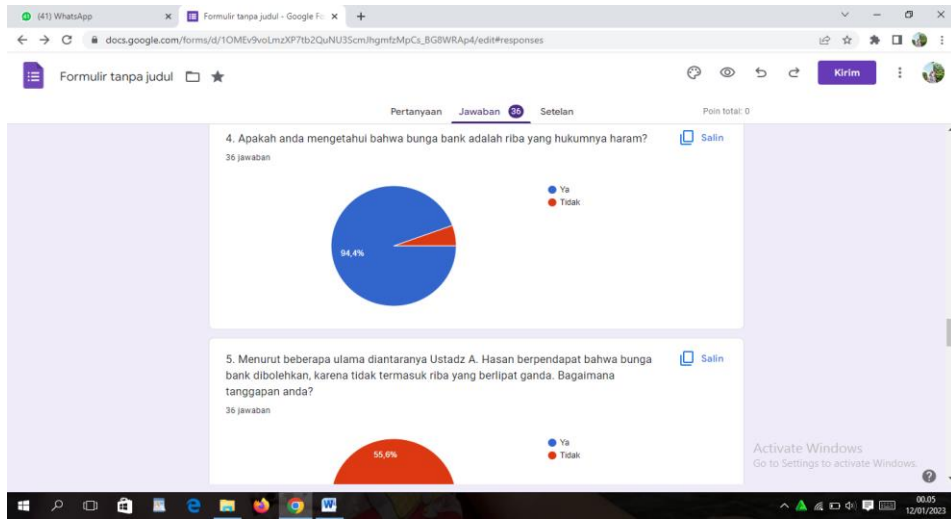 (41) WhatsApp
Formulir tanpa judul - Google Fo
docs.google.com/forms/d/1OMEv9voLmzXP7tb2QuNU3ScmJhgmfzMpCs_BG8WRAp4/edit#responses
Formulir tanpa judul
Kirim
Pertanyaan Jawaban 36 Setelan
Poin total: 0
4. Apakah anda mengetahui bahwa bunga bank adalah riba yang hukumnya haram?
Salin
36 jawaban
Ya
Tidak
94,4%
5. Menurut beberapa ulama diantaranya Ustadz A. Hasan berpendapat bahwa bunga
bank dibolehkan, karena tidak termasuk riba yang berlipat ganda. Bagaimana
tanggapan anda?
Salin
36 jawaban
Ya
Tidak
55,6%
Activate Windows
Go to Settings to activate Windows.
00.05
12/01/2023